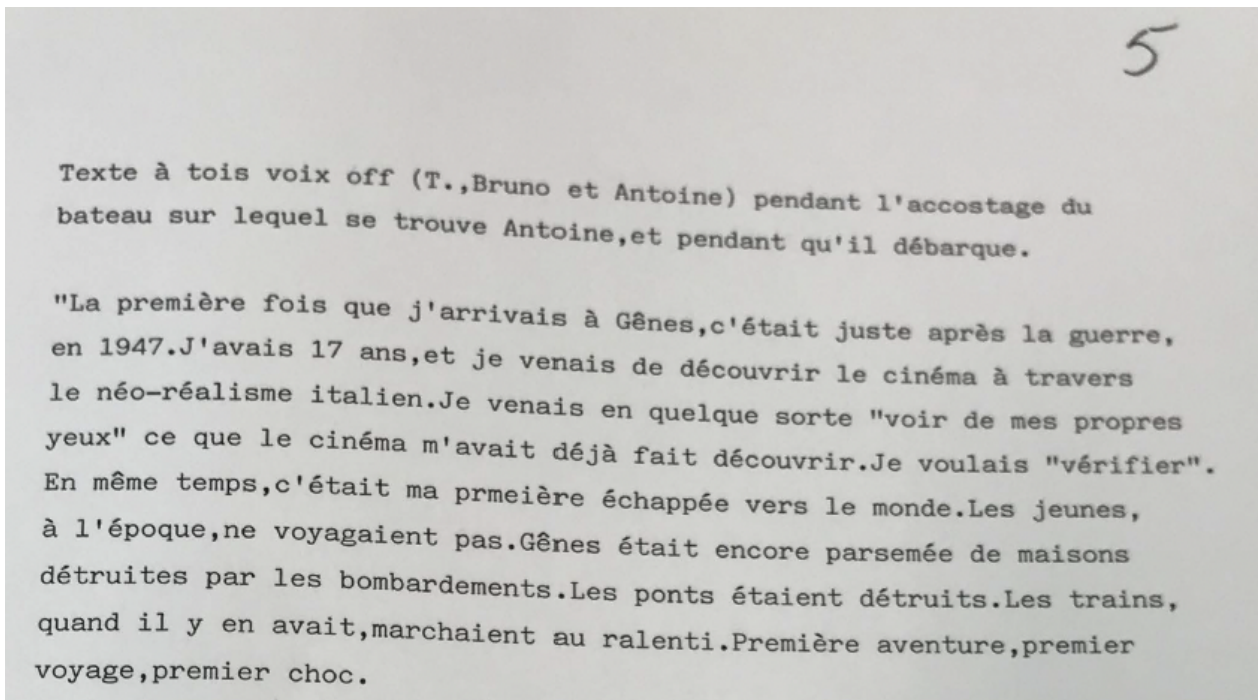 5
Texte à tois voix off (T.,Bruno et Antoine) pendant l'accostage du
bateau sur lequel se trouve Antoine,et pendant qu'il débarque.
"La première fois que j'arrivais à Gênes,c'était juste après la guerre,
en 1947.J'avais 17 ans,et je venais de découvrir le cinéma à travers
le néo-réalisme italien.Je venais en quelque sorte "voir de mes propres
yeux" ce que le cinéma m'avait déjà fait découvrir.Je voulais "vérifier".
En même temps,c'était ma prmeière échappée vers le monde.Les jeunes,
à l'époque,ne voyagaient pas.Gênes était encore parsemée de maisons
détruites par les bombardements.Les ponts étaient détruits.Les trains,
quand il y en avait,marchaient au ralenti.Première aventure,premier
voyage,premier choc.